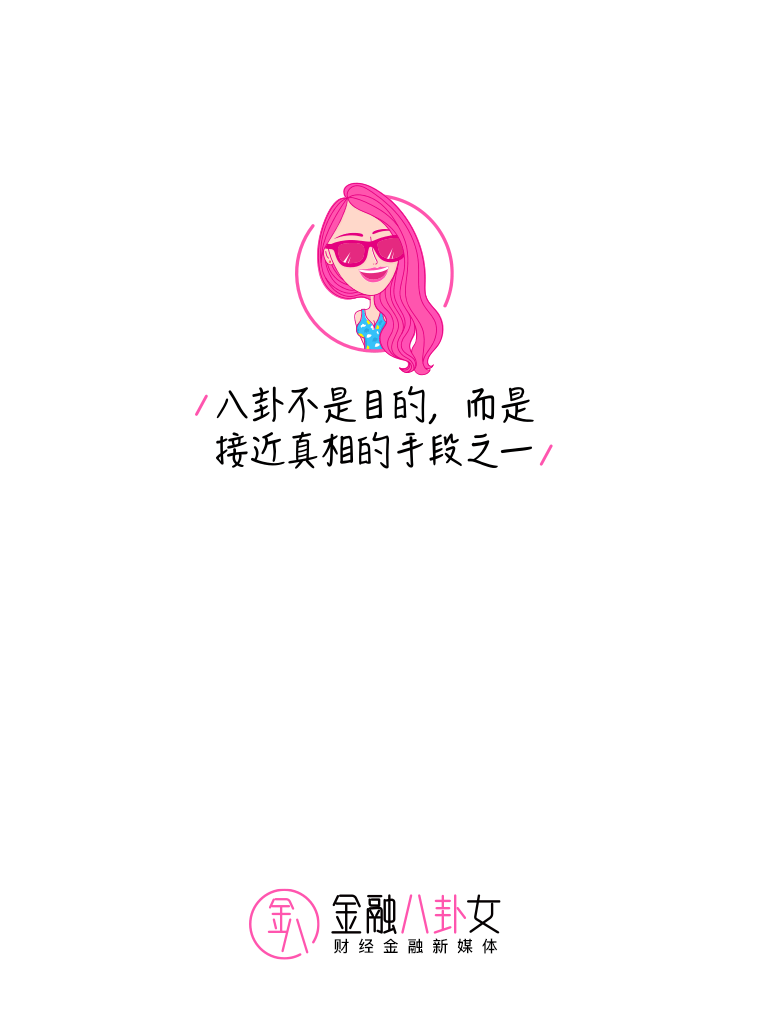 八卦不是目的，而是
接近真相的手段之一
金八
金融八卦女
财经金融新媒体